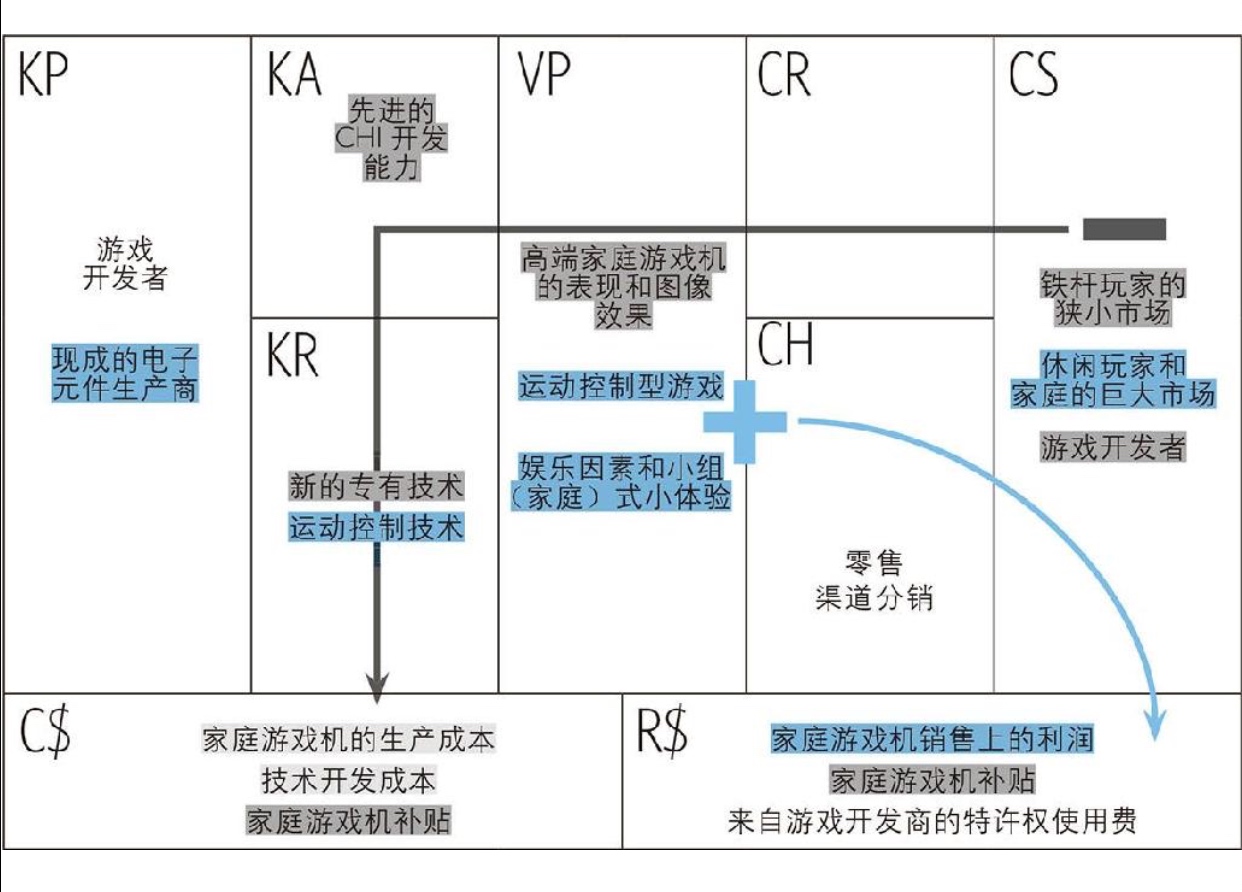 KP
游戏
开发者
现成的电子
元件生产商
KA
先进的
CHI 开发
能力
KR
新的专有技术
运动控制技术
VP
高端家庭游戏机
的表现和图像
效果
运动控制型游戏
娱乐因素和小组
（家庭）式小体验
CR
CH
零售
渠道分销
CS
铁杆玩家的
狭小市场
休闲玩家和
家庭的巨大市场
游戏开发者
C$
家庭游戏机的生产成本
技术开发成本
家庭游戏机补贴
R$
家庭游戏机销售上的利润
家庭游戏机补贴
来自游戏开发商的特许权使用费